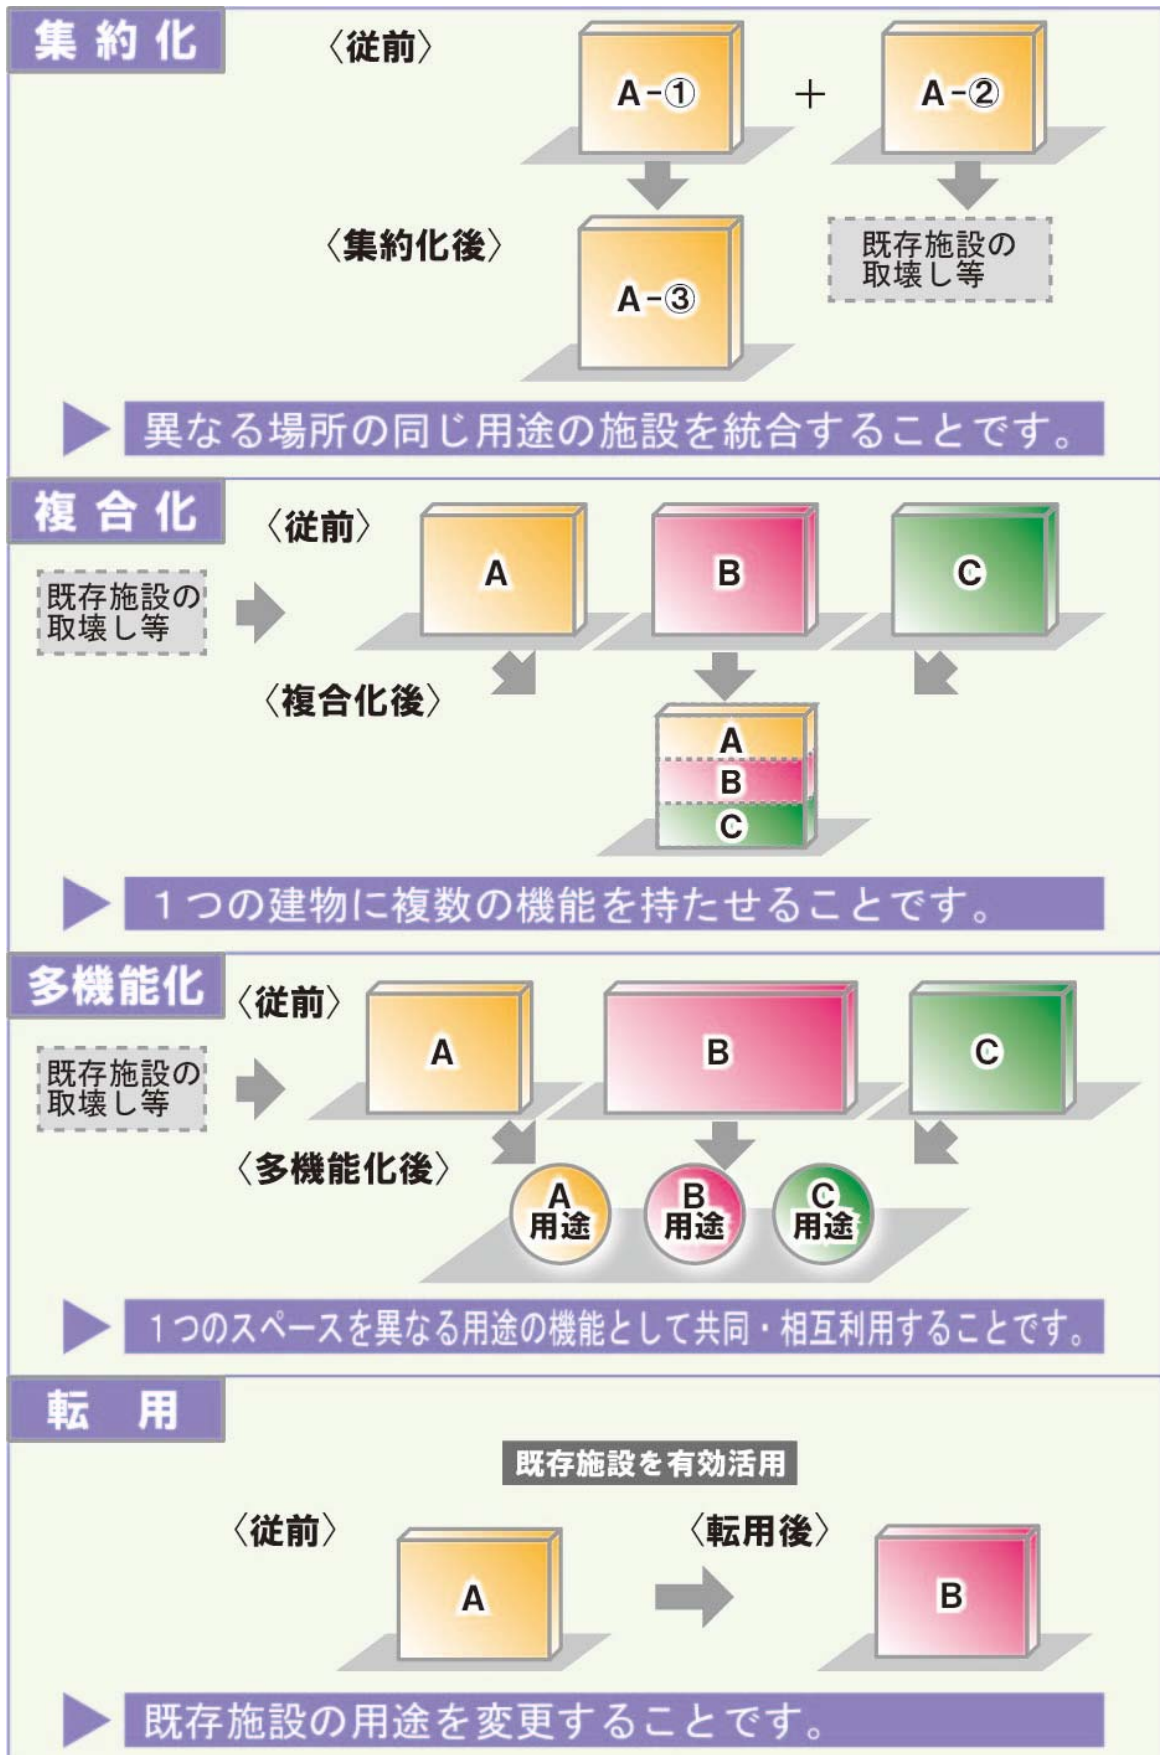 集約化
〈従前〉
A-①
+
A-②
〈集約化後〉
A-③
既存施設の
取壊し等
異なる場所の同じ用途の施設を統合することです。
複合化
〈従前〉
A
B
C
既存施設の
取壊し等
〈複合化後〉
A
B
C
1つの建物に複数の機能を持たせることです。
多機能化
〈従前〉
A
B
C
既存施設の
取壊し等
〈多機能化後〉
A
用途
B
用途
C
用途
1つのスペースを異なる用途の機能として共同・相互利用することです。
転用
既存施設を有効活用
〈従前〉
〈転用後〉
A
B
既存施設の用途を変更することです。